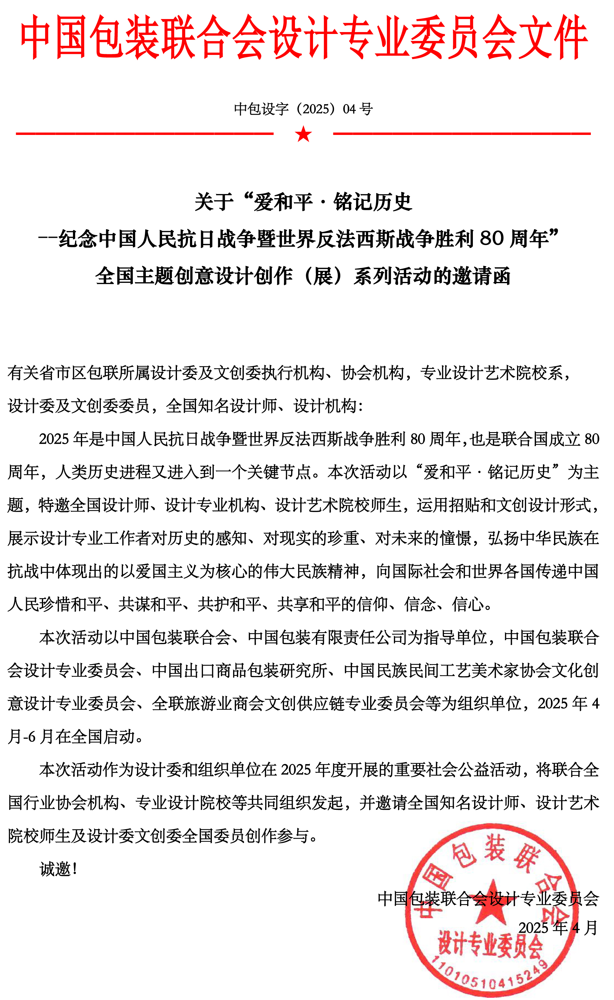 中国包装联合会设计专业委员会文件
中包设字（2025）04 号
★
关于“爱和平 · 铭记历史
--纪念中国人民抗日战争暨世界反法西斯战争胜利 80 周年”
全国主题创意设计创作（展）系列活动的邀请函
有关省市区包联所属设计委及文创委执行机构、协会机构，专业设计艺术院校系，
设计委及文创委委员，全国知名设计师、设计机构：
2025 年是中国人民抗日战争暨世界反法西斯战争胜利 80 周年，也是联合国成立 80
周年，人类历史进程又进入到一个关键节点。本次活动以“爱和平 · 铭记历史”为主
题，特邀全国设计师、设计专业机构、设计艺术院校师生，运用招贴和文创设计形式，
展示设计专业工作者对历史的感知、对现实的珍重、对未来的憧憬，弘扬中华民族在
抗战中体现出的以爱国主义为核心的伟大民族精神，向国际社会和世界各国传递中国
人民珍惜和平、共谋和平、共护和平、共享和平的信仰、信念、信心。
本次活动以中国包装联合会、中国包装有限责任公司为指导单位，中国包装联合
会设计专业委员会、中国出口商品包装研究所、中国民族民间工艺美术家协会文化创
意设计专业委员会、全联旅游业商会文创供应链专业委员会等为组织单位，2025 年 4
月-6 月在全国启动。
本次活动作为设计委和组织单位在 2025 年度开展的重要社会公益活动，将联合全
国行业协会机构、专业设计院校等共同组织发起，并邀请全国知名设计师、设计艺术
院校师生及设计委文创委全国委员创作参与。
诚邀！
中国包装联合会设计专业委员会
2025 年 4 月
中国包装联合会
设计专业委员会
11010510415249